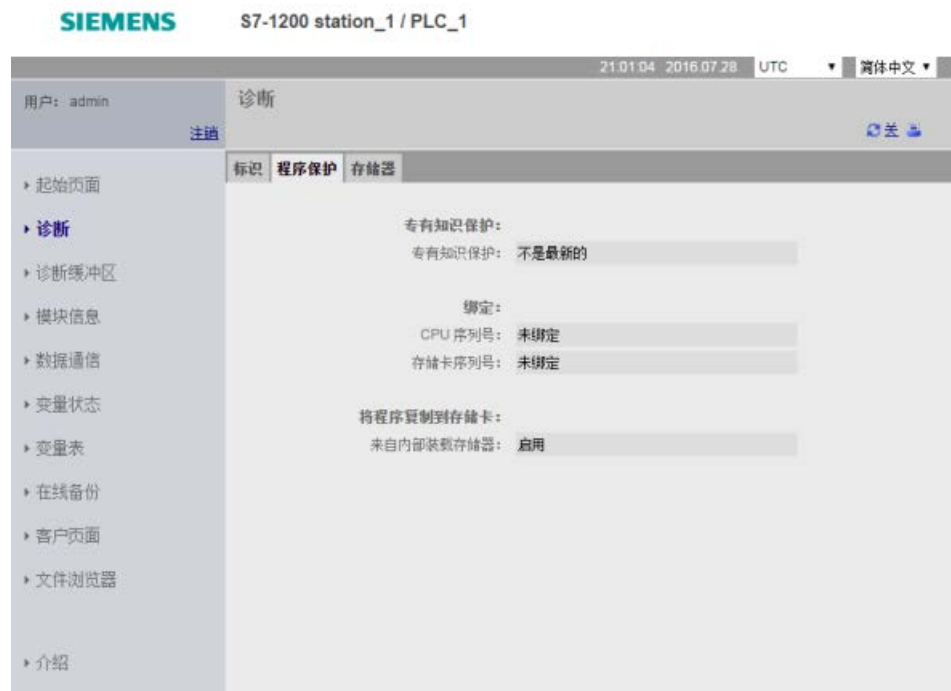 SIEMENS S7-1200 station_1 / PLC_1
21:01:04 2016.07.28 UTC 简体中文
用户: admin
注销
诊断
关
标识 程序保护 存储器
起始页面
诊断
诊断缓冲区
模块信息
数据通信
变量状态
变量表
在线备份
客户页面
文件浏览器
介绍
专有知识保护:
专有知识保护: 不是最新的
绑定:
CPU 序列号: 未绑定
存储卡序列号: 未绑定
将程序复制到存储卡:
来自内部装载存储器: 启用